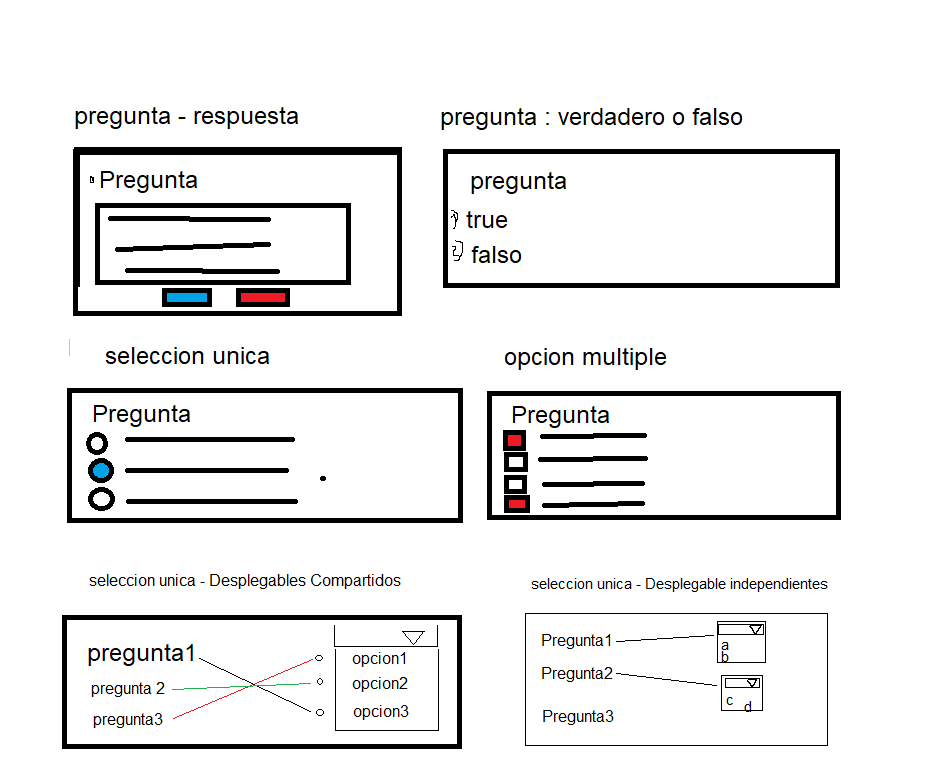 pregunta - respuesta
pregunta : verdadero o falso
Pregunta
pregunta
true
falso
seleccion unica
opcion multiple
Pregunta
Pregunta
seleccion unica - Desplegables Compartidos
seleccion unica - Desplegable independientes
pregunta1
opcion1
pregunta 2
opcion2
pregunta3
opcion3
Pregunta1
a
b
Pregunta2
c d
Pregunta3